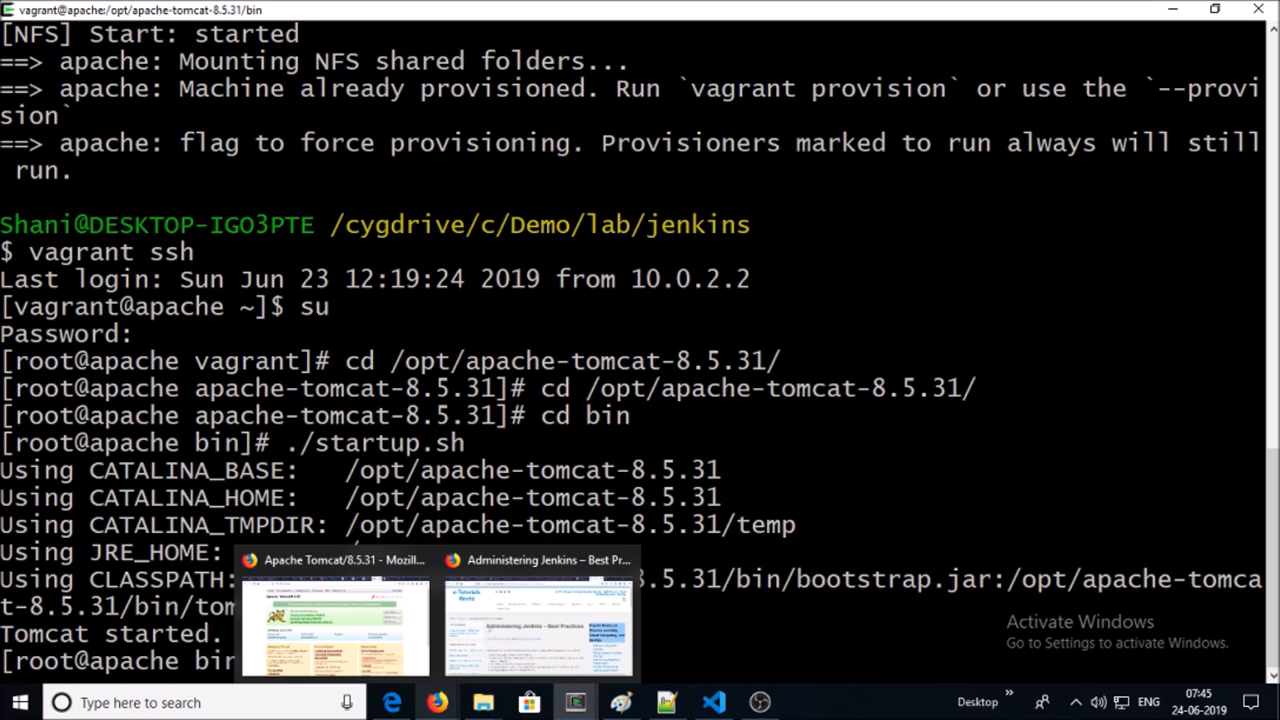 vagrant@apache:/opt/apache-tomcat-8.5.31/bin
[NFS] Start: started
==> apache: Mounting NFS shared folders...
==> apache: Machine already provisioned. Run `vagrant provision` or use the `--provi
sion`
==> apache: flag to force provisioning. Provisioners marked to run always will still
run.
Shani@DESKTOP-IGO3PTE /cygdrive/c/Demo/lab/jenkins
$ vagrant ssh
Last login: Sun Jun 23 12:19:24 2019 from 10.0.2.2
[vagrant@apache ~]$ su
Password:
[root@apache vagrant]# cd /opt/apache-tomcat-8.5.31/
[root@apache apache-tomcat-8.5.31]# cd /opt/apache-tomcat-8.5.31/
[root@apache apache-tomcat-8.5.31]# cd bin
[root@apache bin]# ./startup.sh
Using CATALINA_BASE: /opt/apache-tomcat-8.5.31
Using CATALINA_HOME: /opt/apache-tomcat-8.5.31
Using CATALINA_TMPDIR: /opt/apache-tomcat-8.5.31/temp
Using JRE_HOME:
Apache Tomcat/8.5.31 - Mozill... Administering Jenkins – Best Pr...
Using CLASSPATH: 8.5.31/bin/bootstrap.jar:/opt/apache-tomca
t-8.5.31/bin/tom
e-Tutorials
World
Administering Jenkins – Best Practices
Tomcat started.
[root@apache bin
Activate Windows
Go to Settings to activate Windows.
Type here to search
Desktop
ENG
07:45
24-06-2019